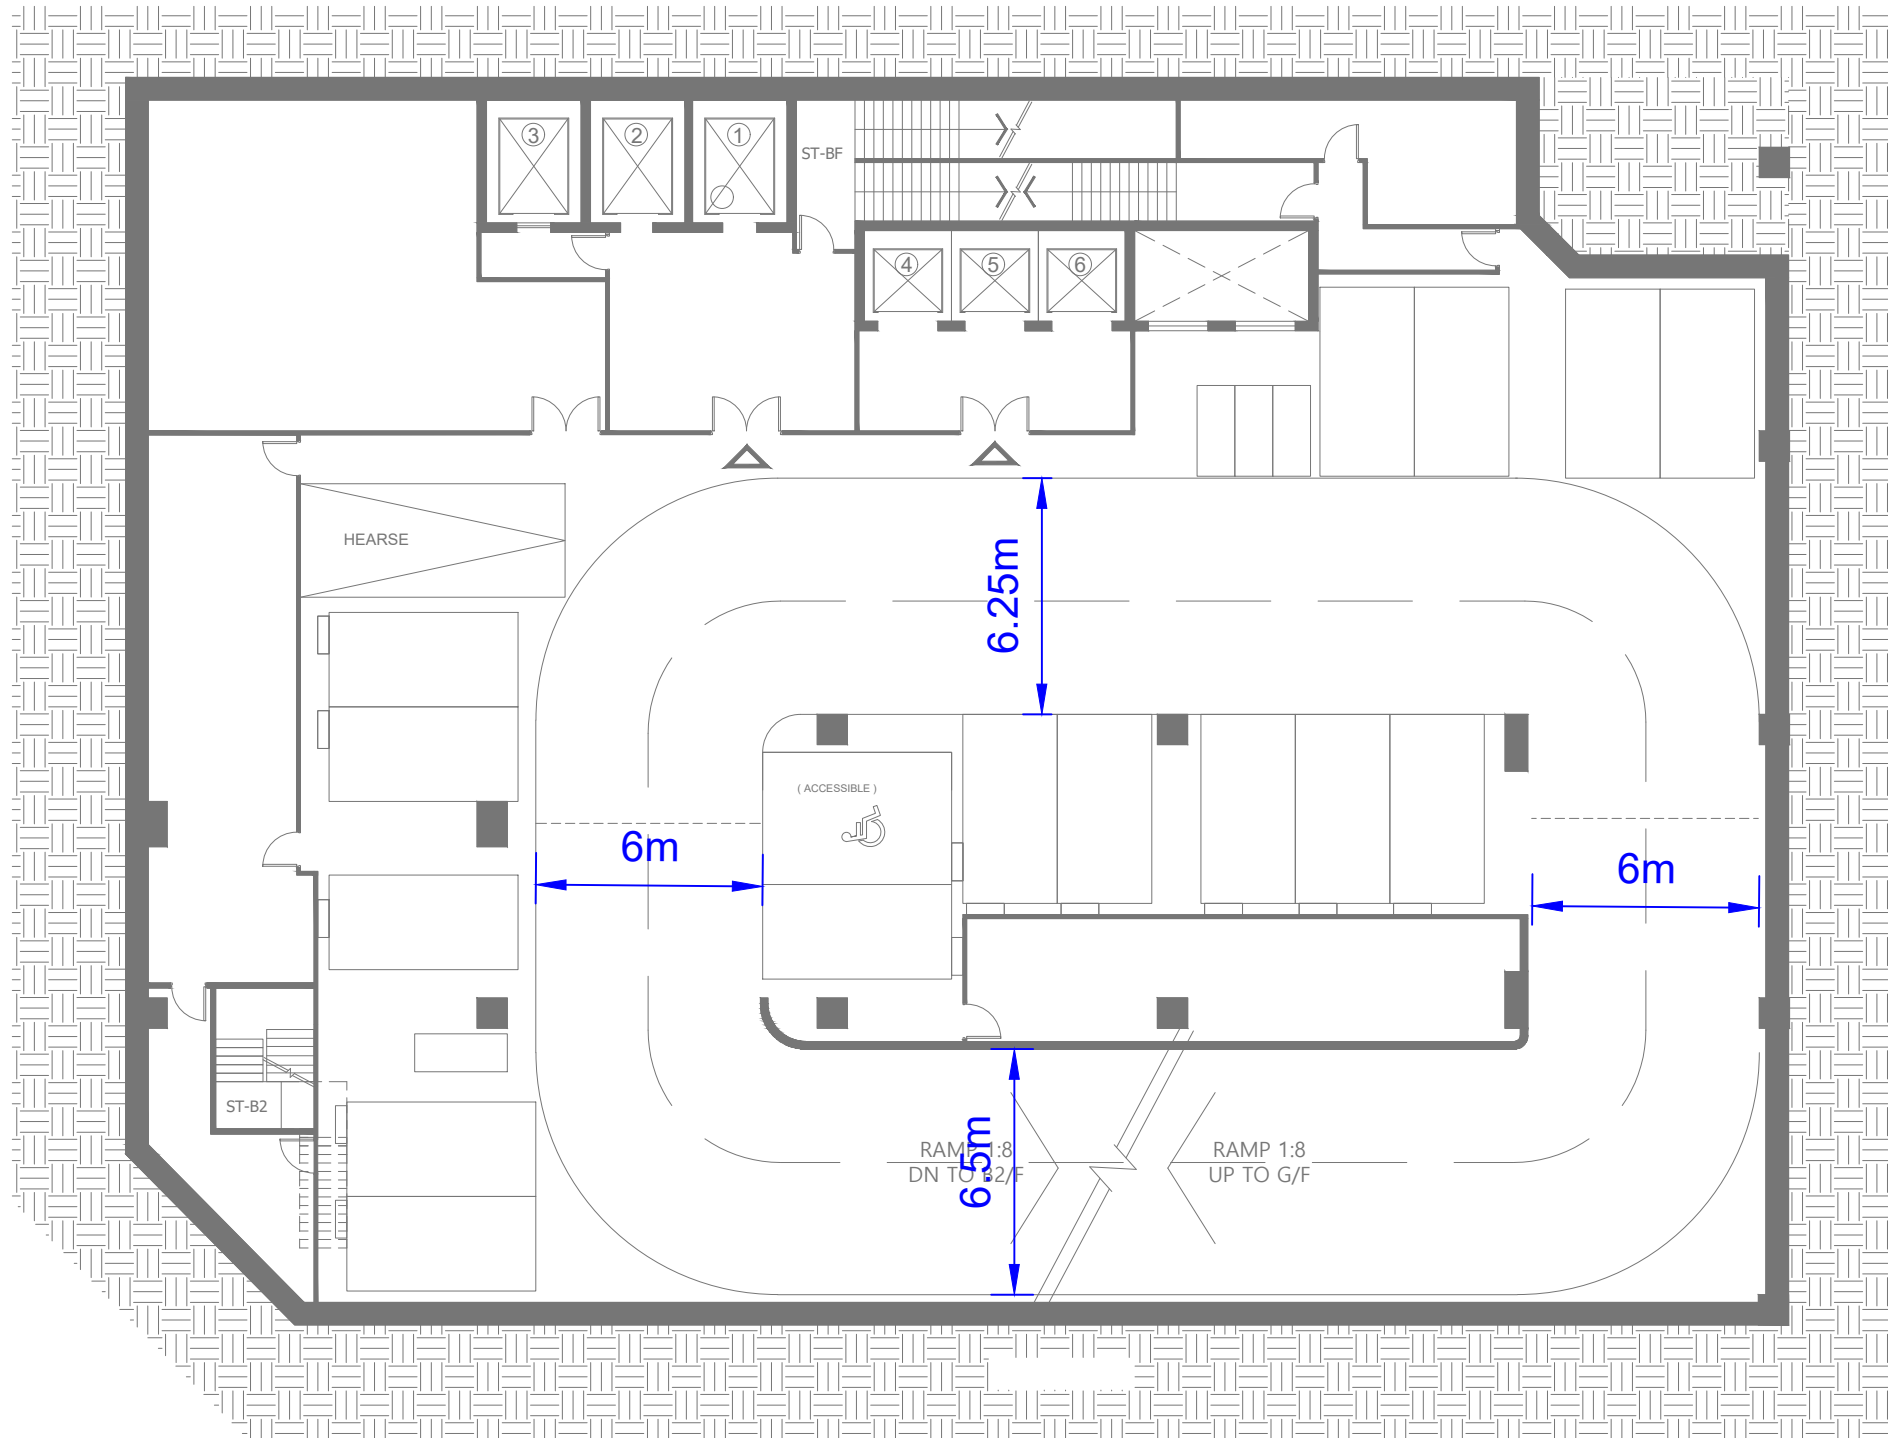 3
2
1
ST-BF
4
5
6
HEARSE
6.25m
( ACCESSIBLE )
6m
6m
ST-B2
RAMP 1:8
DN TO B2/F
6.5m
RAMP 1:8
UP TO G/F